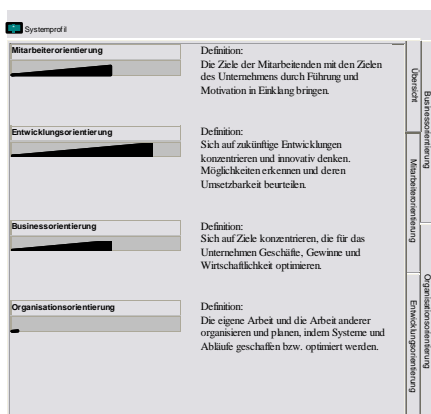 Systemprofil
Mitarbeiterorientierung
Definition:
Die Ziele der Mitarbeitenden mit den Zielen
des Unternehmens durch Führung und
Motivation in Einklang bringen.
Entwicklungsorientierung
Definition:
Sich auf zukünftige Entwicklungen
konzentrieren und innovativ denken.
Möglichkeiten erkennen und deren
Umsetzbarkeit beurteilen.
Businessorientierung
Definition:
Sich auf Ziele konzentrieren, die für das
Unternehmen Geschäfte, Gewinne und
Wirtschaftlichkeit optimieren.
Organisationsorientierung
Definition:
Die eigene Arbeit und die Arbeit anderer
organisieren und planen, indem Systeme und
Abläufe geschaffen bzw. optimiert werden.
Übersicht
Mitarbeiterorientierung
Entwicklungsorientierung
Businessorientierung
Organisationsorientierung